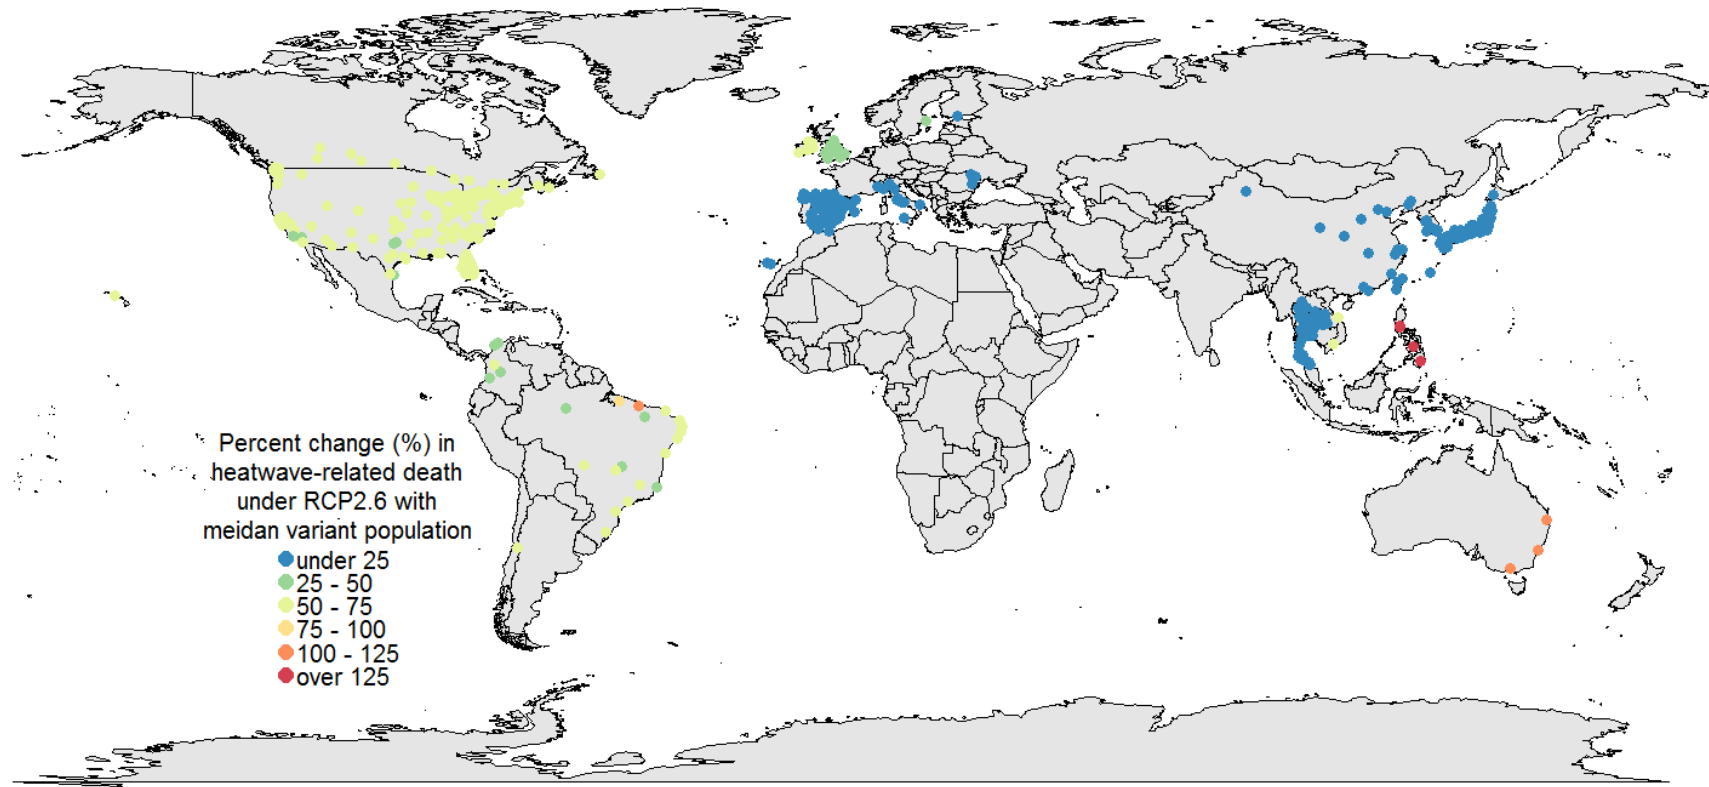 Percent change (%) in
heatwave-related death
under RCP2.6 with
meidan variant population
under 25
25 - 50
50 - 75
75 - 100
100 - 125
over 125